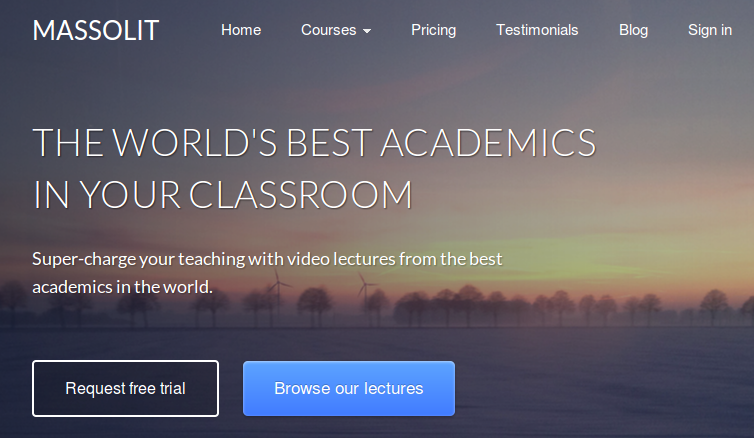 MASSOLIT
Home Courses Pricing Testimonials Blog Sign in
THE WORLD'S BEST ACADEMICS
IN YOUR CLASSROOM
Super-charge your teaching with video lectures from the best
academics in the world.
Request free trial
Browse our lectures